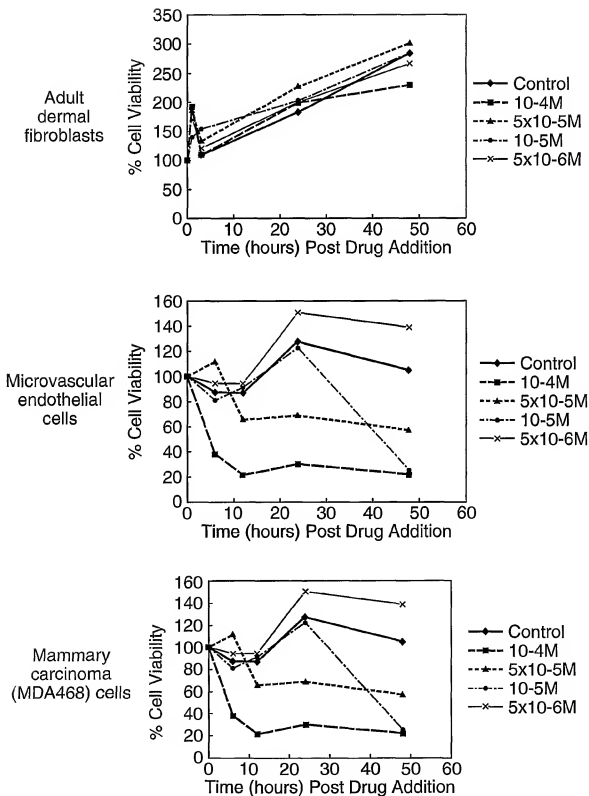 Adult
dermal
fibroblasts
% Cell Viability
350
300
250
200
150
100
50
0
0 10 20 30 40 50 60
Time (hours) Post Drug Addition
Control
10-4M
5x10-5M
10-5M
5x10-6M
Microvascular
endothelial
cells
% Cell Viability
160
140
120
100
80
60
40
20
0
0 10 20 30 40 50 60
Time (hours) Post Drug Addition
Control
10-4M
5x10-5M
10-5M
5x10-6M
Mammary
carcinoma
(MDA468) cells
% Cell Viability
160
140
120
100
80
60
40
20
0
0 10 20 30 40 50 60
Time (hours) Post Drug Addition
Control
10-4M
5x10-5M
10-5M
5x10-6M